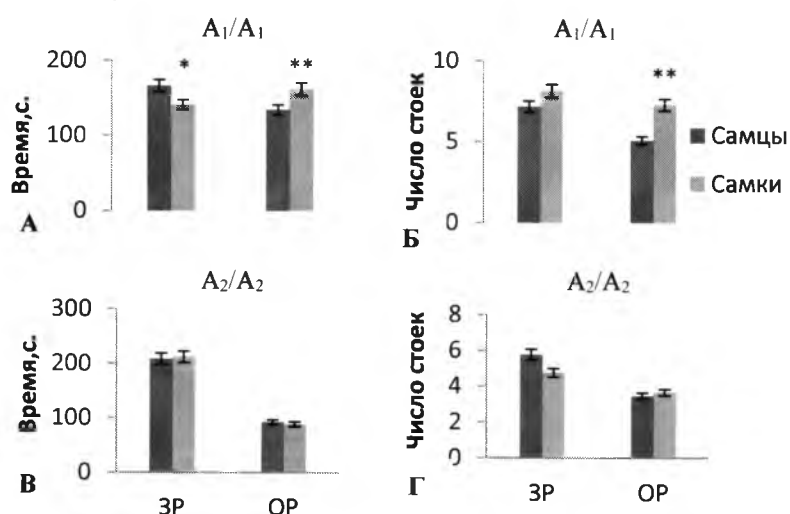 A₁/A₁
200
100
0
Время,с.
*
**
А
A₁/A₁
10
5
0
Число стоек
**
Самцы
Самки
Б
A₂/A₂
300
200
100
0
Время,с.
В
ЗР
ОР
A₂/A₂
8
6
4
2
0
Число стоек
Г
ЗР
ОР